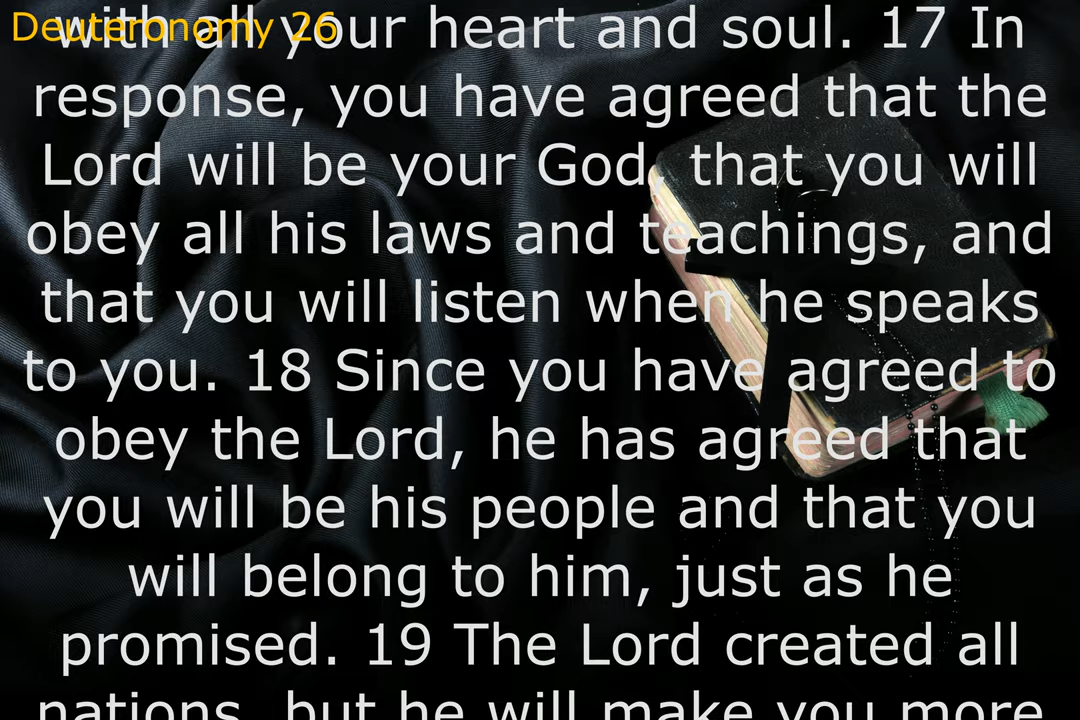 Deuteronomy 26
with all your heart and soul. 17 In
response, you have agreed that the
Lord will be your God, that you will
obey all his laws and teachings, and
that you will listen when he speaks
to you. 18 Since you have agreed to
obey the Lord, he has agreed that
you will be his people and that you
will belong to him, just as he
promised. 19 The Lord created all
nations, but he will make you more